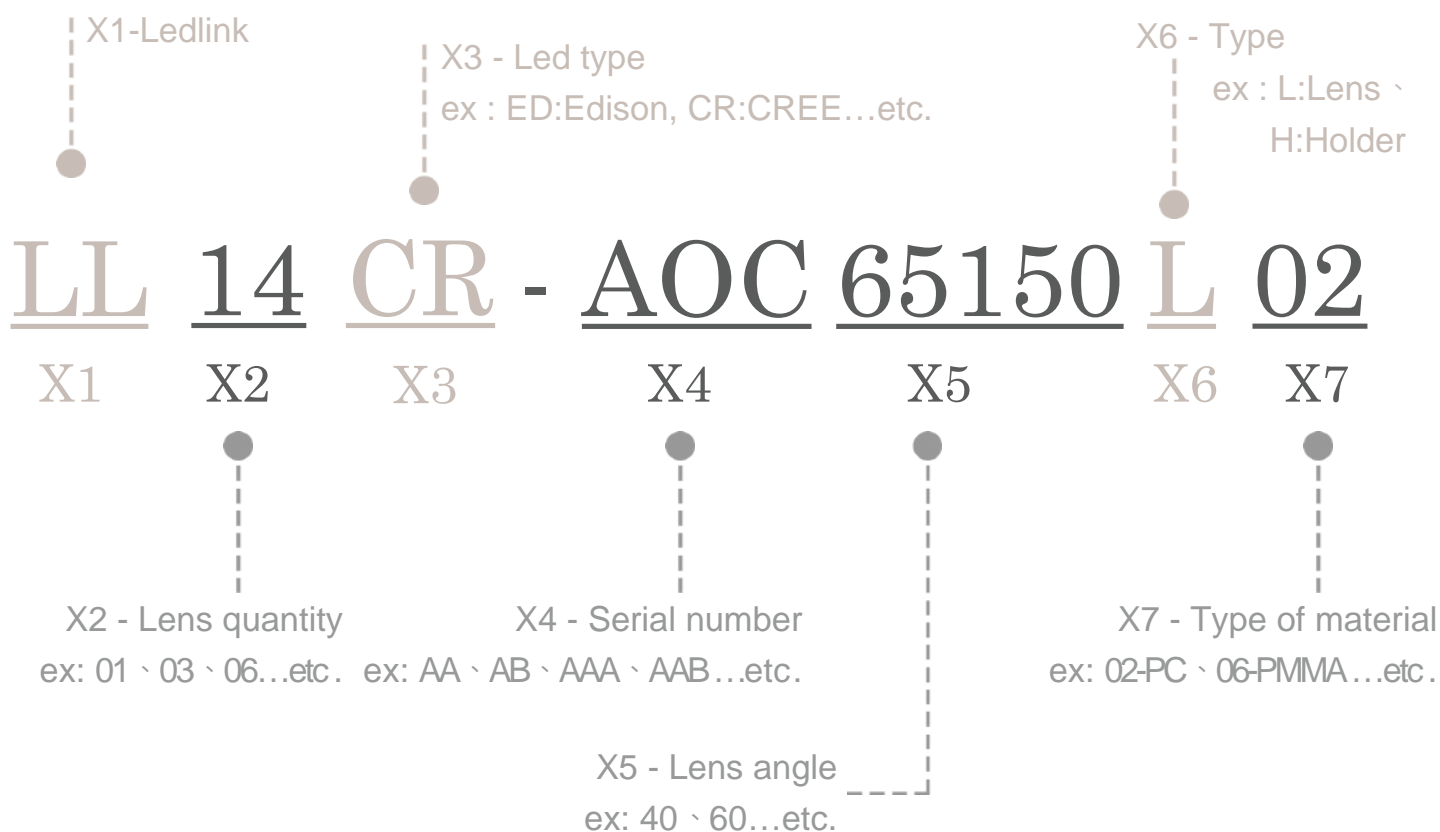 X1-Ledlink
X3 - Led type
ex : ED:Edison, CR:CREE…etc.
X6 - Type
ex : L:Lens、
H:Holder
LL 14 CR - AOC 65150 L 02
X1 X2 X3 X4 X5 X6 X7
X2 - Lens quantity
ex: 01、03、06…etc.
X4 - Serial number
ex: AA、AB、AAA、AAB…etc.
X7 - Type of material
ex: 02-PC、06-PMMA…etc.
X5 - Lens angle
ex: 40、60…etc.